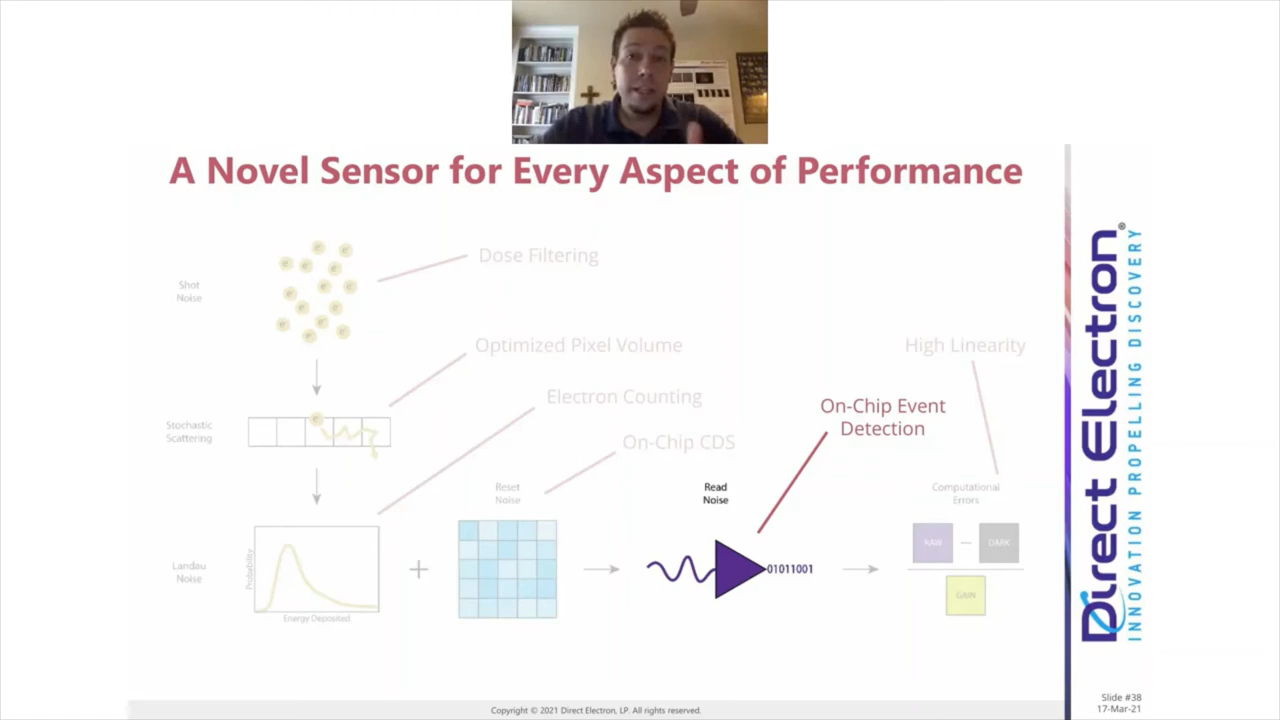 A Novel Sensor for Every Aspect of Performance
Shot
Noise
Dose Filtering
Stochastic
Scattering
Optimized Pixel Volume
Electron Counting
On-Chip CDS
On-Chip Event
Detection
High Linearity
Landau
Noise
Probability
Energy Deposited
Reset
Noise
Read
Noise
01011001
Computational
Errors
RAW
DARK
GAIN
Direct Electron®
INNOVATION PROPELLING DISCOVERY
Copyright © 2021 Direct Electron, LP. All rights reserved.
Slide #38
17-Mar-21